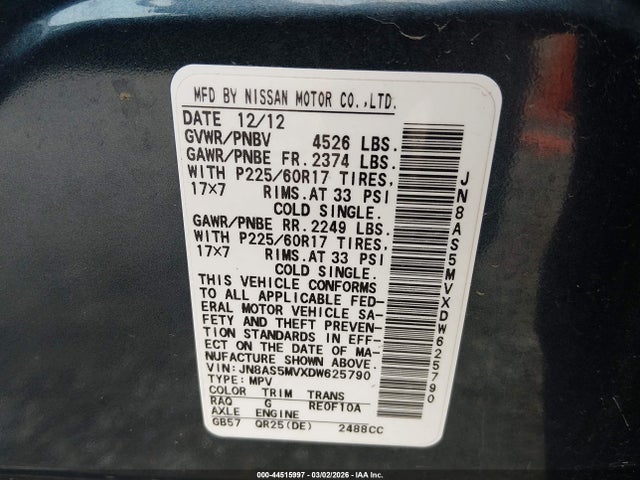 MFD BY NISSAN MOTOR CO.,LTD.
DATE 12/12
GVWR/PNBV 4526 LBS.
GAWR/PNBE FR. 2374 LBS.
WITH P225/60R17 TIRES,
17×7 RIMS.AT 33 PSI
COLD SINGLE.
GAWR/PNBE RR. 2249 LBS.
WITH P225/60R17 TIRES,
17×7 RIMS.AT 33 PSI
COLD SINGLE.
THIS VEHICLE CONFORMS
TO ALL APPLICABLE FED-
ERAL MOTOR VEHICLE SA-
FETY AND THEFT PREVEN-
TION STANDARDS IN EFF-
ECT ON THE DATE OF MA-
NUFACTURE SHOWN ABOVE.
VIN: JN8AS5MVXDW625790
TYPE: MPV
COLOR TRIM TRANS
RAQ G RE0F10A
AXLE ENGINE
GB57 QR25(DE) 2488CC
JN8AS5MVXDW625790
000-44515997 - 03/02/2026 - IAA Inc.